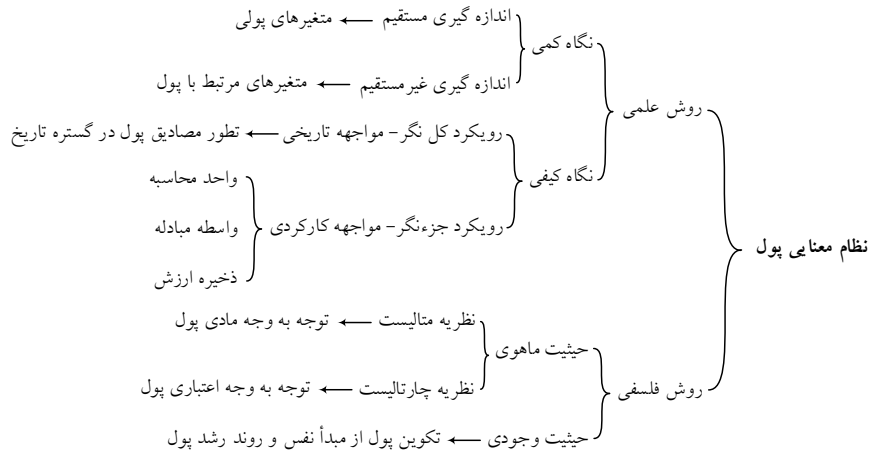 نظام معنایی پول
روش علمی
نگاه کمی
اندازه گیری مستقیم ← متغیرهای پولی
اندازه گیری غیرمستقیم ← متغیرهای مرتبط با پول
نگاه کیفی
رویکرد کل نگر- مواجهه تاریخی ← تطور مصادیق پول در گستره تاریخ
رویکرد جزءنگر- مواجهه کارکردی
واحد محاسبه
واسطه مبادله
ذخیره ارزش
روش فلسفی
حیثیت ماهوی
نظریه متالیست ← توجه به وجه مادی پول
نظریه چارتالیست ← توجه به وجه اعتباری پول
حیثیت وجودی ← تکوین پول از مبدأ نفس و روند رشد پول